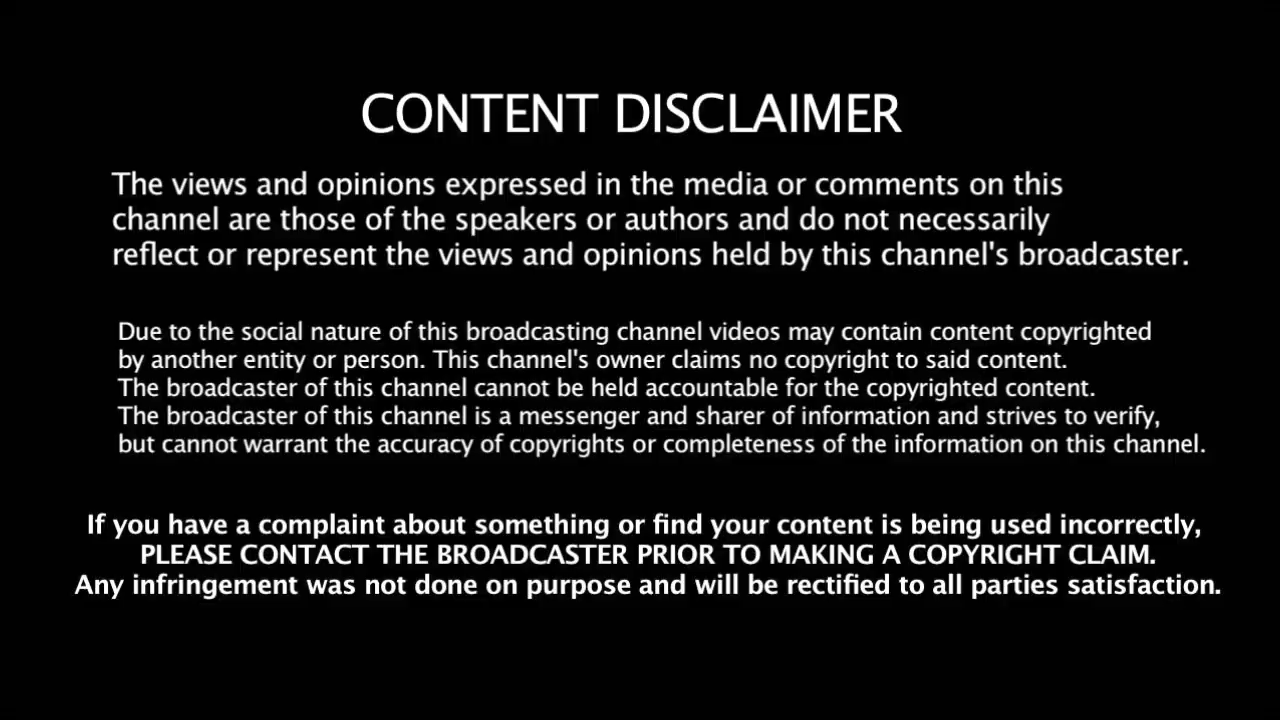 CONTENT DISCLAIMER
The views and opinions expressed in the media or comments on this
channel are those of the speakers or authors and do not necessarily
reflect or represent the views and opinions held by this channel's broadcaster.
Due to the social nature of this broadcasting channel videos may contain content copyrighted
by another entity or person. This channel's owner claims no copyright to said content.
The broadcaster of this channel cannot be held accountable for the copyrighted content.
The broadcaster of this channel is a messenger and sharer of information and strives to verify,
but cannot warrant the accuracy of copyrights or completeness of the information on this channel.
If you have a complaint about something or find your content is being used incorrectly,
PLEASE CONTACT THE BROADCASTER PRIOR TO MAKING A COPYRIGHT CLAIM.
Any infringement was not done on purpose and will be rectified to all parties satisfaction.